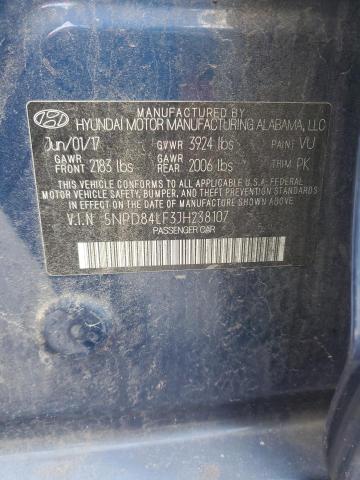 MANUFACTURED BY
HYUNDAI MOTOR MANUFACTURING ALABAMA, LLC
Jun/01/17 GVWR 3924 lbs PAINT VU
GAWR FRONT 2183 lbs GAWR REAR 2006 lbs TRIM PK
THIS VEHICLE CONFORMS TO ALL APPLICABLE U.S.A. FEDERAL
MOTOR VEHICLE SAFETY, BUMPER, AND THEFT PREVENTION
STANDARDS IN EFFECT ON THE DATE OF MANUFACTURE SHOWN ABOVE.
V.I.N 5NPD84LF3JH238107
PASSENGER CAR